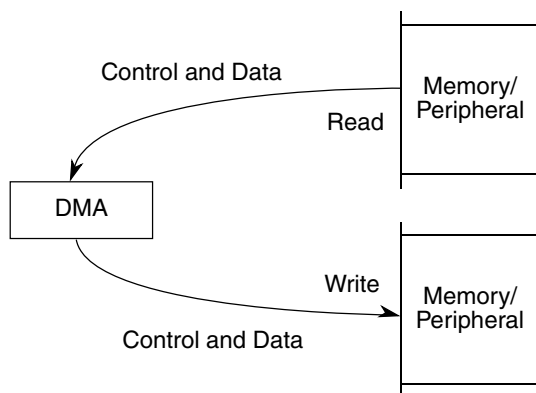 Control and Data
Memory/
Peripheral
Read
DMA
Write
Memory/
Peripheral
Control and Data